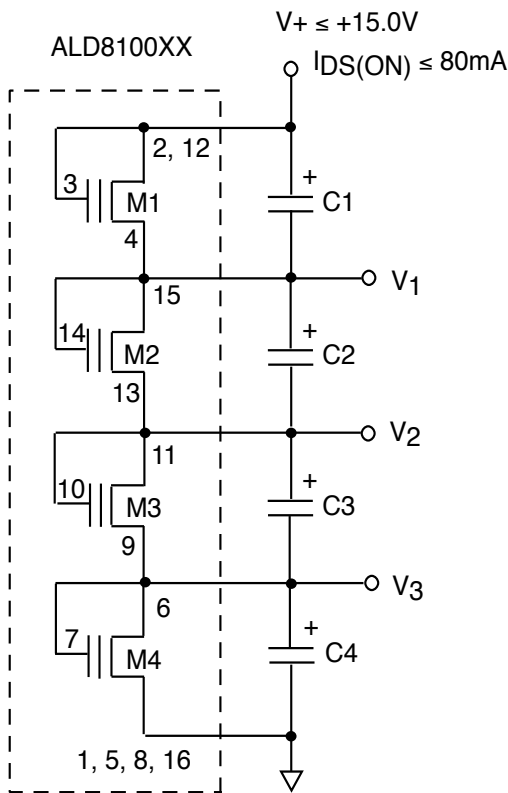 V+ ≤ +15.0V
ALD8100XX
IDS(ON) ≤ 80mA
2, 12
3
M1
+
C1
4
15
V1
14
M2
+
C2
13
11
V2
10
M3
+
C3
9
6
V3
7
M4
+
C4
1, 5, 8, 16